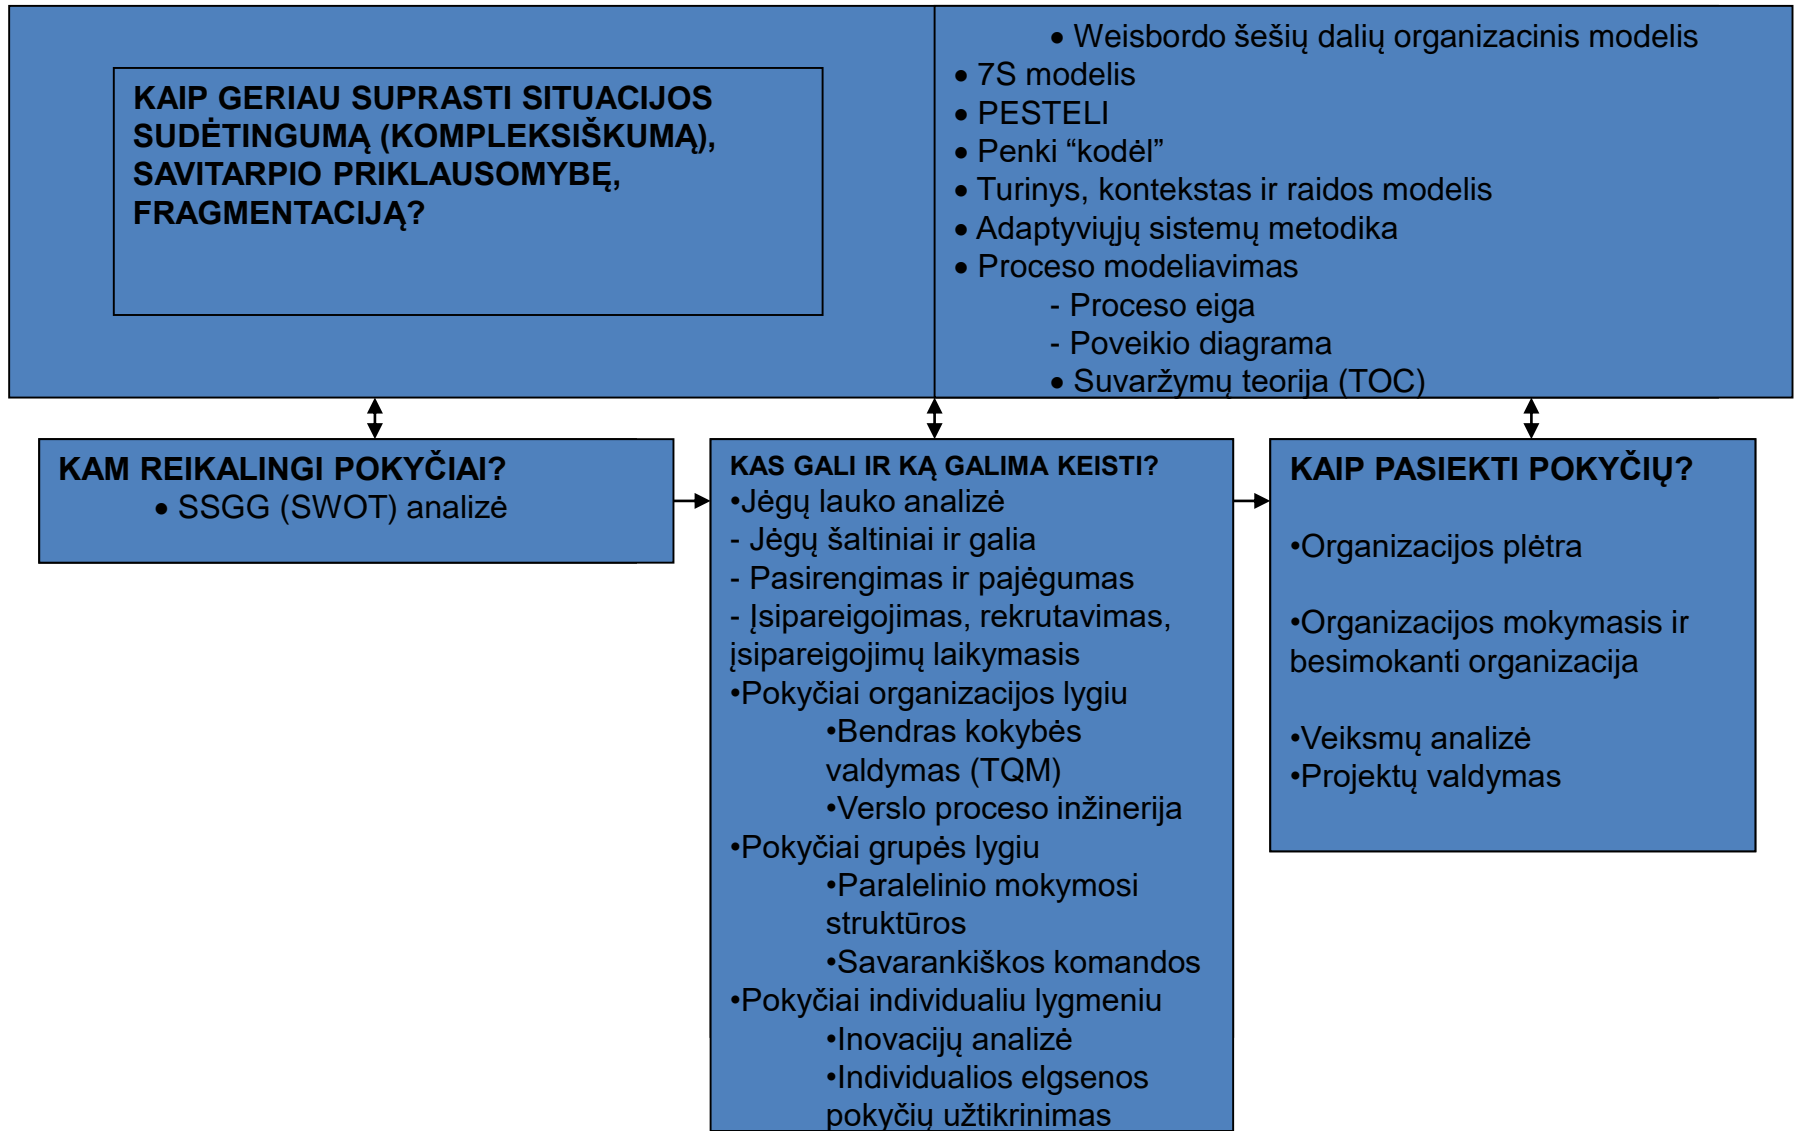 KAIP GERIAU SUPRASTI SITUACIJOS
SUDĖTINGUMĄ (KOMPLEKSIŠKUMĄ),
SAVITARPIO PRIKLAUSOMYBĘ,
FRAGMENTACIJĄ?
• Weisbordo šešių dalių organizacinis modelis
• 7S modelis
• PESTELI
• Penki “kodėl”
• Turinys, kontekstas ir raidos modelis
• Adaptyviųjų sistemų metodika
• Proceso modeliavimas
- Proceso eiga
- Poveikio diagrama
• Suvaržymų teorija (TOC)
KAM REIKALINGI POKYČIAI?
• SSGG (SWOT) analizė
KAS GALI IR KĄ GALIMA KEISTI?
•Jėgų lauko analizė
- Jėgų šaltiniai ir galia
- Pasirengimas ir pajėgumas
- Įsipareigojimas, rekrutavimas,
įsipareigojimų laikymasis
•Pokyčiai organizacijos lygiu
•Bendras kokybės
valdymas (TQM)
•Verslo proceso inžinerija
•Pokyčiai grupės lygiu
•Paralelinio mokymosi
struktūros
•Savarankiškos komandos
•Pokyčiai individualiu lygmeniu
•Inovacijų analizė
•Individualios elgsenos
pokyčių užtikrinimas
KAIP PASIEKTI POKYČIŲ?
•Organizacijos plėtra
•Organizacijos mokymasis ir
besimokanti organizacija
•Veiksmų analizė
•Projektų valdymas